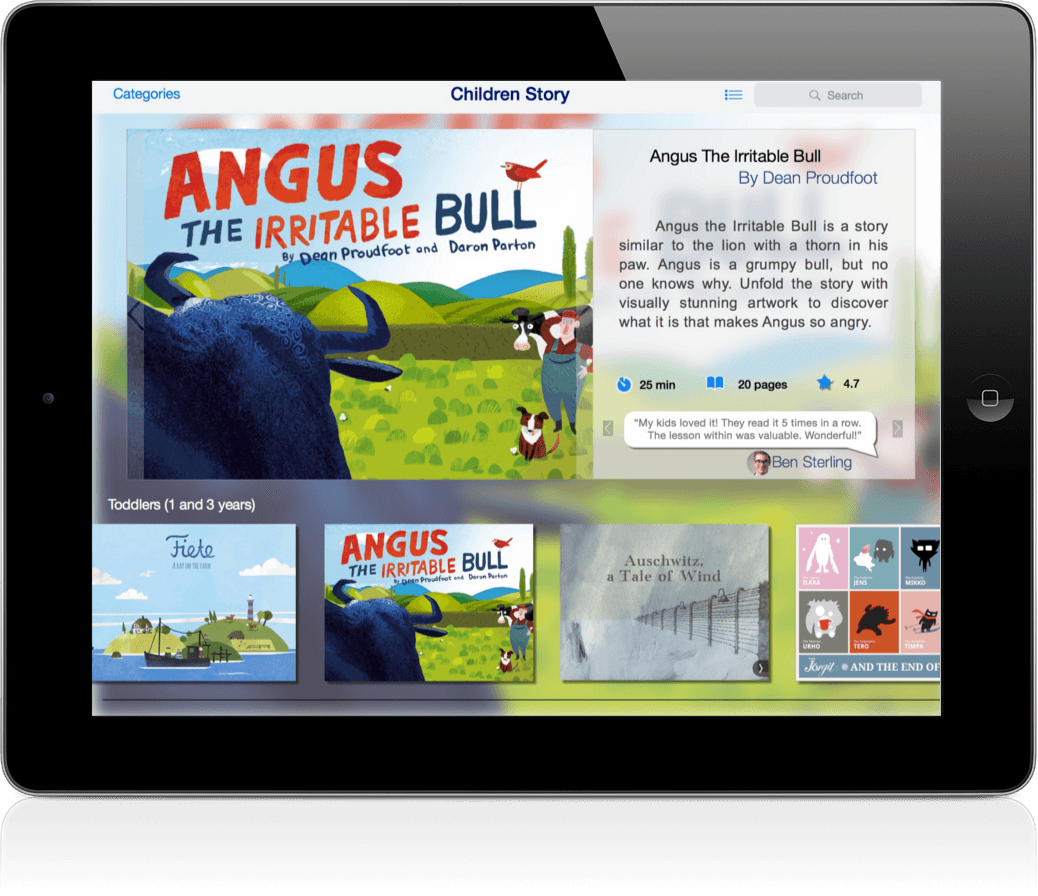 Categories
Children Story
Search
ANGUS
THE IRRITABLE BULL
By Dean Proudfoot and Daron Parton
Angus The Irritable Bull
By Dean Proudfoot
Angus the Irritable Bull is a story
similar to the lion with a thorn in his
paw. Angus is a grumpy bull, but no
one knows why. Unfold the story with
visually stunning artwork to discover
what it is that makes Angus so angry.
25 min
20 pages
4.7
“My kids loved it! They read it 5 times in a row.
The lesson within was valuable. Wonderful!”
Ben Sterling
Toddlers (1 and 3 years)
Fiete
A DAY ON THE FARM
ANGUS
THE IRRITABLE BULL
By Dean Proudfoot and Daron Parton
Auschwitz,
a Tale of Wind
ILKKA
JENS
MIKKO
URHO
TERO
TIMPA
Jörgit
AND THE END OF